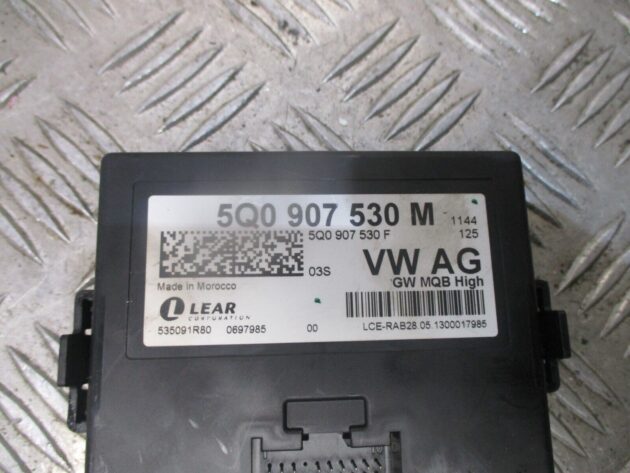 5Q0 907 530 M 1144
5Q0 907 530 F 125
03S VW AG
Made in Morocco GW MQB High
LEAR
CORPORATION
535091R80 0697985 00 LCE-RAB28.05.1300017985